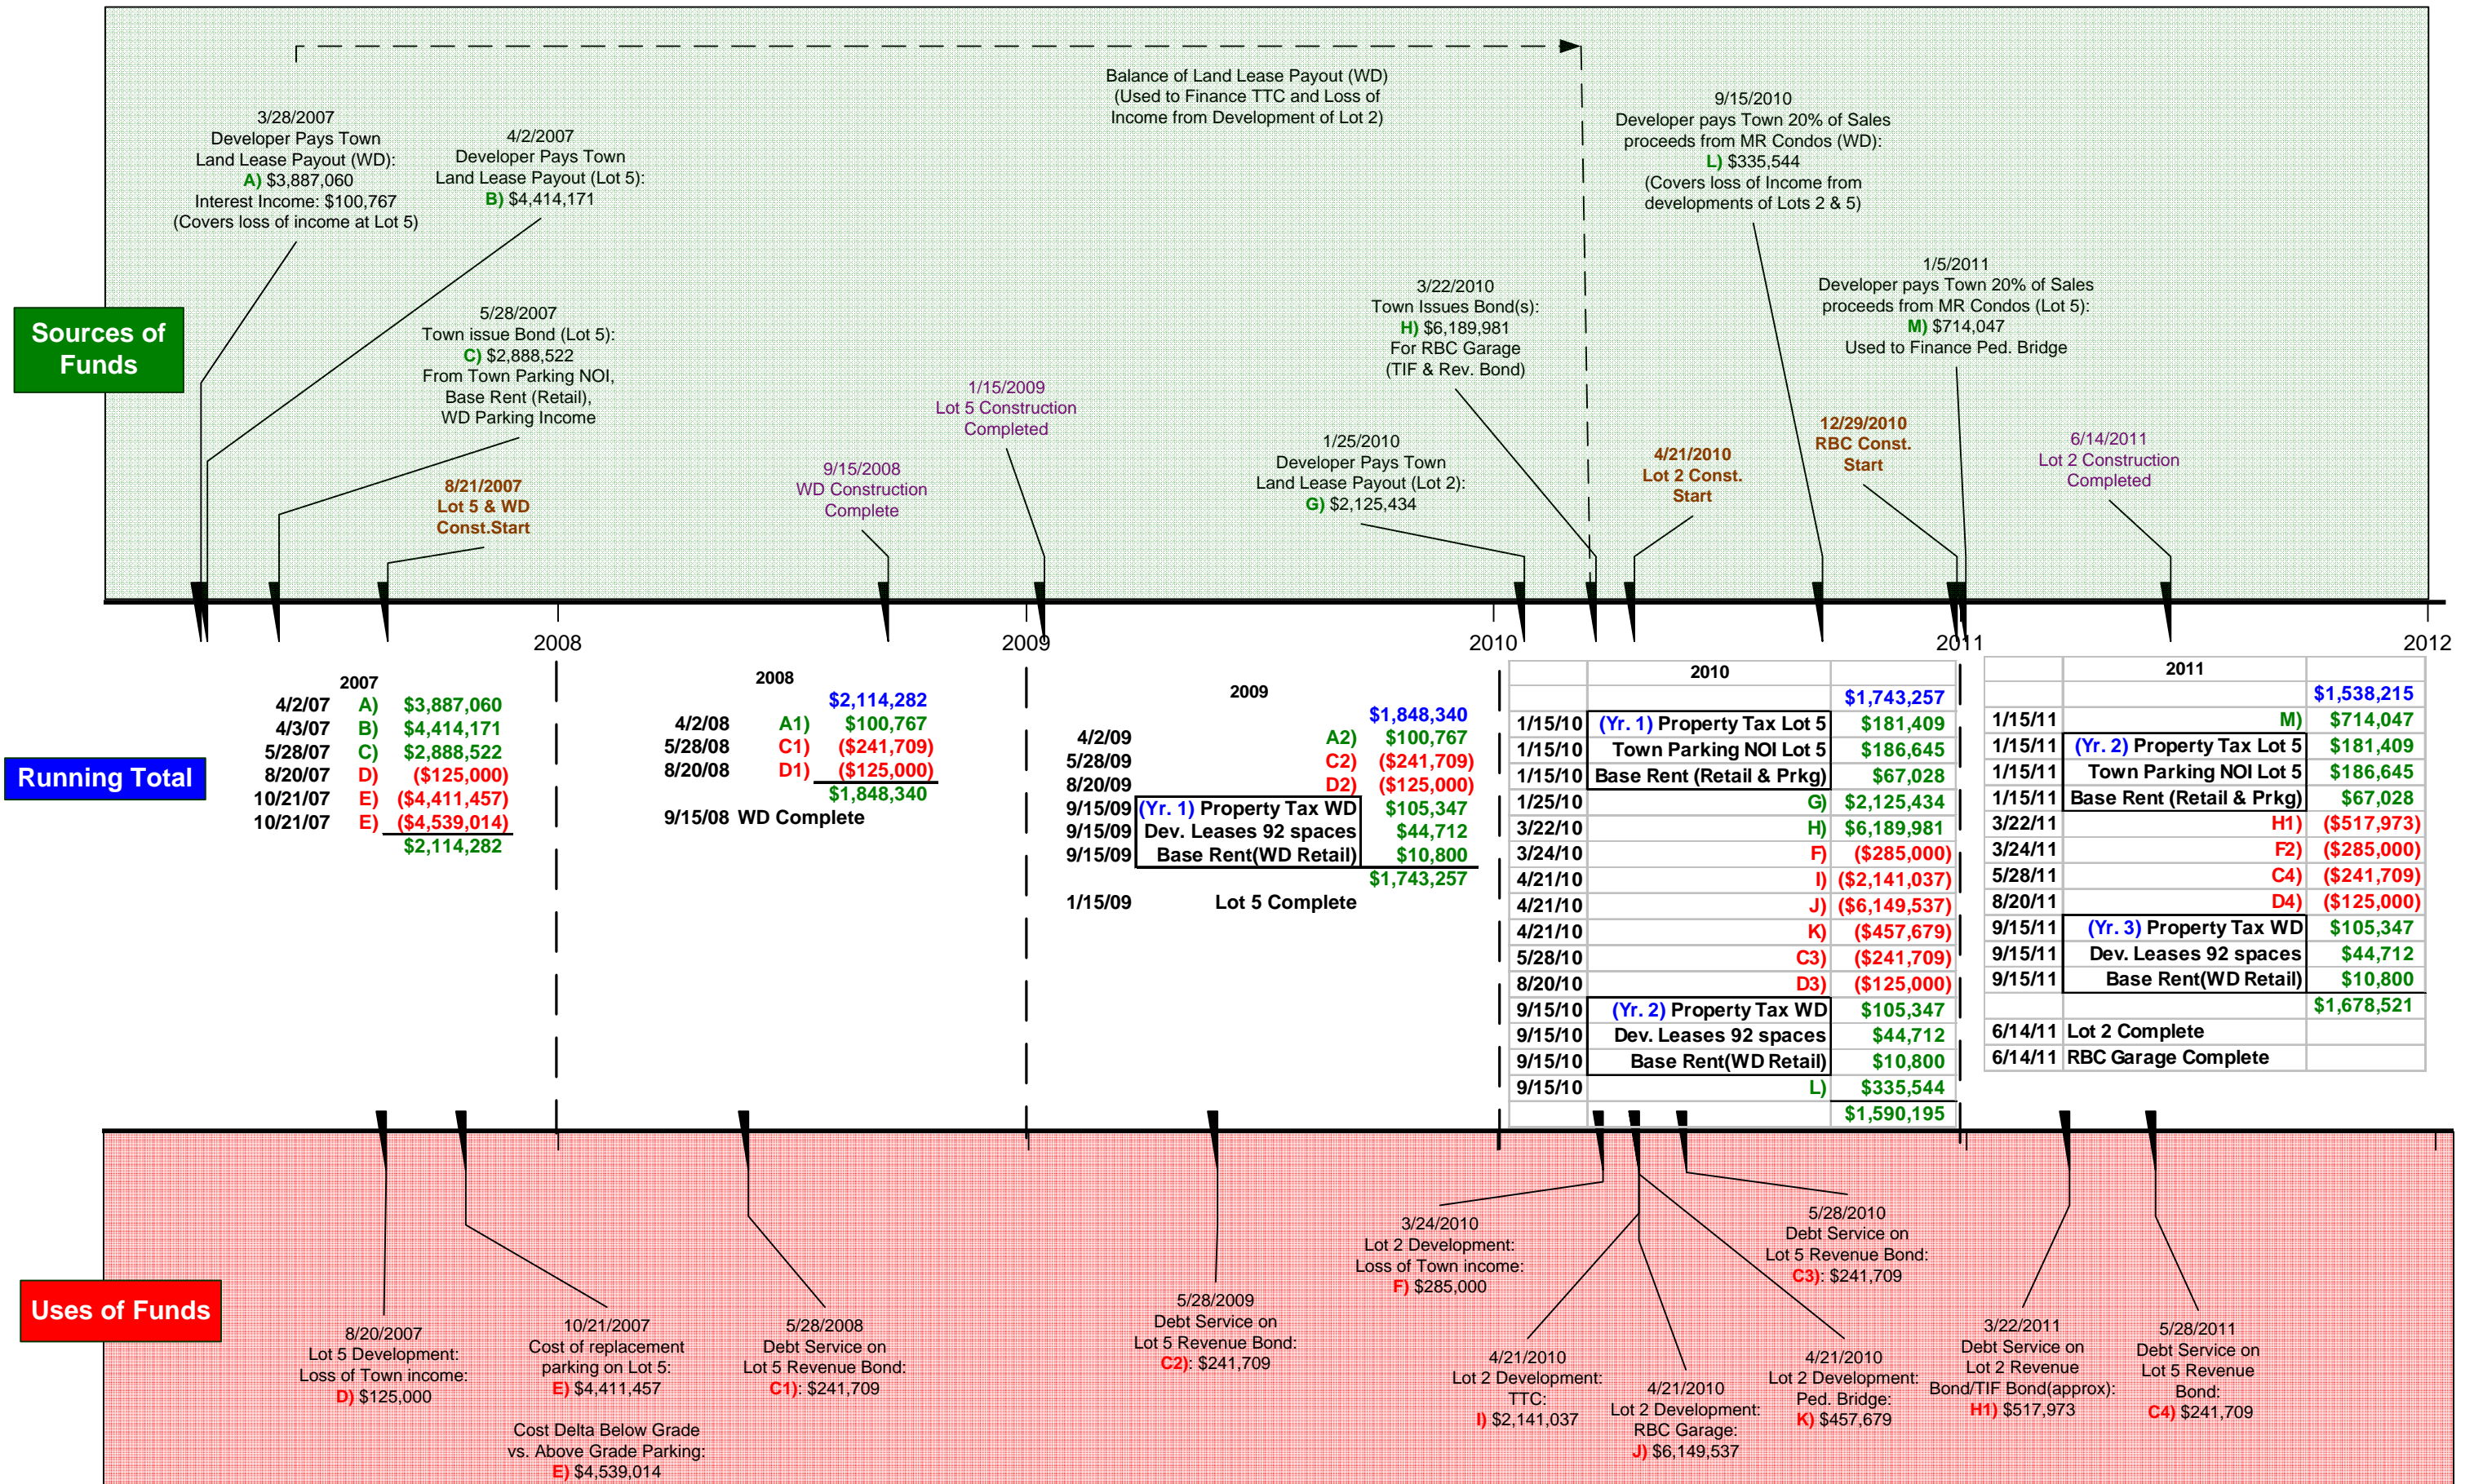 Balance of Land Lease Payout (WD)
(Used to Finance TTC and Loss of
Income from Development of Lot 2)
3/28/2007
Developer Pays Town
Land Lease Payout (WD):
A) $3,887,060
Interest Income: $100,767
(Covers loss of income at Lot 5)
4/2/2007
Developer Pays Town
Land Lease Payout (Lot 5):
B) $4,414,171
9/15/2010
Developer pays Town 20% of Sales
proceeds from MR Condos (WD):
L) $335,544
(Covers loss of Income from
developments of Lots 2 & 5)
1/5/2011
Developer pays Town 20% of Sales
proceeds from MR Condos (Lot 5):
M) $714,047
Used to Finance Ped. Bridge
3/22/2010
Town Issues Bond(s):
H) $6,189,981
For RBC Garage
(TIF & Rev. Bond)
Sources of
Funds
5/28/2007
Town issue Bond (Lot 5):
C) $2,888,522
From Town Parking NOI,
Base Rent (Retail),
WD Parking Income
1/15/2009
Lot 5 Construction
Completed
8/21/2007
Lot 5 & WD
Const.Start
9/15/2008
WD Construction
Complete
1/25/2010
Developer Pays Town
Land Lease Payout (Lot 2):
G) $2,125,434
4/21/2010
Lot 2 Const.
Start
12/29/2010
RBC Const.
Start
6/14/2011
Lot 2 Construction
Completed
2008 2009 2010 2011 2012
Running Total
2007
4/2/07 A) $3,887,060
4/3/07 B) $4,414,171
5/28/07 C) $2,888,522
8/20/07 D) ($125,000)
10/21/07 E) ($4,411,457)
10/21/07 E) ($4,539,014)
$2,114,282
2008
$2,114,282
4/2/08 A1) $100,767
5/28/08 C1) ($241,709)
8/20/08 D1) ($125,000)
$1,848,340
9/15/08 WD Complete
2009
$1,848,340
4/2/09 A2) $100,767
5/28/09 C2) ($241,709)
8/20/09 D2) ($125,000)
9/15/09 (Yr. 1) Property Tax WD $105,347
9/15/09 Dev. Leases 92 spaces $44,712
9/15/09 Base Rent(WD Retail) $10,800
$1,743,257
1/15/09 Lot 5 Complete
2010
$1,743,257
1/15/10 (Yr. 1) Property Tax Lot 5 $181,409
1/15/10 Town Parking NOI Lot 5 $186,645
1/15/10 Base Rent (Retail & Prkg) $67,028
1/25/10 G) $2,125,434
3/22/10 H) $6,189,981
3/24/10 F) ($285,000)
4/21/10 I) ($2,141,037)
4/21/10 J) ($6,149,537)
4/21/10 K) ($457,679)
5/28/10 C3) ($241,709)
8/20/10 D3) ($125,000)
9/15/10 (Yr. 2) Property Tax WD $105,347
9/15/10 Dev. Leases 92 spaces $44,712
9/15/10 Base Rent(WD Retail) $10,800
9/15/10 L) $335,544
$1,590,195
2011
$1,538,215
1/15/11 M) $714,047
1/15/11 (Yr. 2) Property Tax Lot 5 $181,409
1/15/11 Town Parking NOI Lot 5 $186,645
1/15/11 Base Rent (Retail & Prkg) $67,028
3/22/11 H1) ($517,973)
3/24/11 F2) ($285,000)
5/28/11 C4) ($241,709)
8/20/11 D4) ($125,000)
9/15/11 (Yr. 3) Property Tax WD $105,347
9/15/11 Dev. Leases 92 spaces $44,712
9/15/11 Base Rent(WD Retail) $10,800
$1,678,521
6/14/11 Lot 2 Complete
6/14/11 RBC Garage Complete
Uses of Funds
8/20/2007
Lot 5 Development:
Loss of Town income:
D) $125,000
10/21/2007
Cost of replacement
parking on Lot 5:
E) $4,411,457
Cost Delta Below Grade
vs. Above Grade Parking:
E) $4,539,014
5/28/2008
Debt Service on
Lot 5 Revenue Bond:
C1): $241,709
5/28/2009
Debt Service on
Lot 5 Revenue Bond:
C2): $241,709
3/24/2010
Lot 2 Development:
Loss of Town income:
F) $285,000
4/21/2010
Lot 2 Development:
TTC:
I) $2,141,037
4/21/2010
Lot 2 Development:
RBC Garage:
J) $6,149,537
4/21/2010
Lot 2 Development:
Ped. Bridge:
K) $457,679
5/28/2010
Debt Service on
Lot 5 Revenue Bond:
C3): $241,709
3/22/2011
Debt Service on
Lot 2 Revenue
Bond/TIF Bond(approx):
H1) $517,973
5/28/2011
Debt Service on
Lot 5 Revenue
Bond:
C4) $241,709